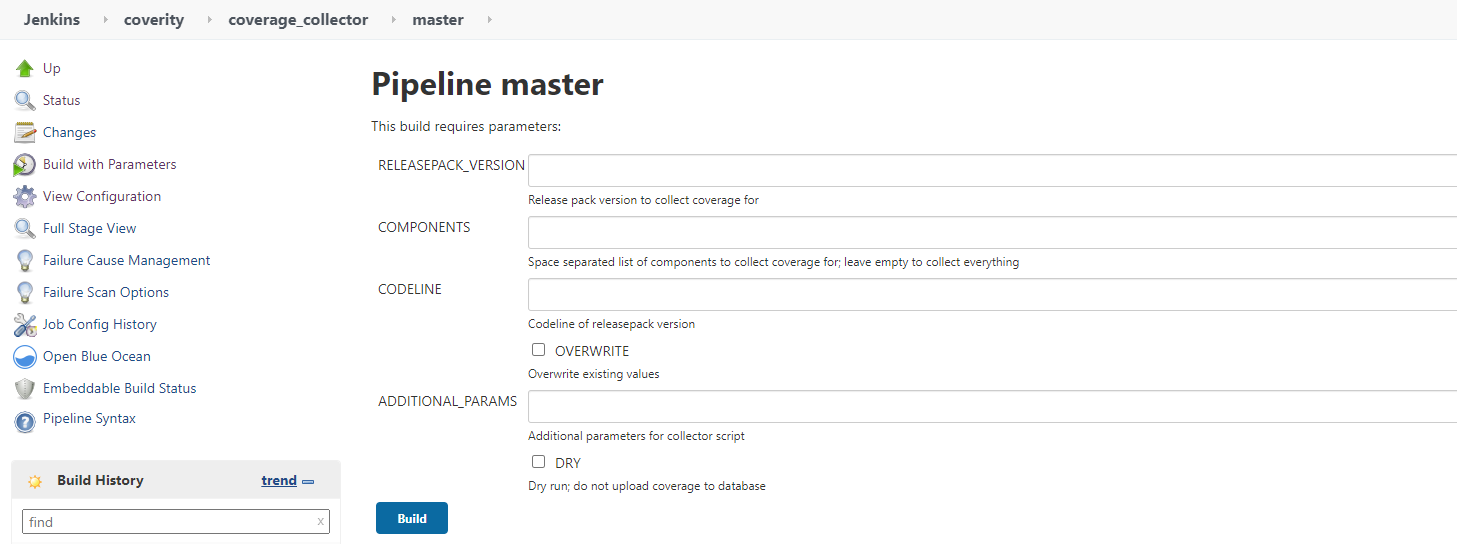 Jenkins coverity coverage_collector master
Up
Status
Changes
Build with Parameters
View Configuration
Full Stage View
Failure Cause Management
Failure Scan Options
Job Config History
Open Blue Ocean
Embeddable Build Status
? Pipeline Syntax
Build History trend
find x
Pipeline master
This build requires parameters:
RELEASEPACK_VERSION
Release pack version to collect coverage for
COMPONENTS
Space separated list of components to collect coverage for; leave empty to collect everything
CODELINE
Codeline of releasepack version
OVERWRITE
Overwrite existing values
ADDITIONAL_PARAMS
Additional parameters for collector script
DRY
Dry run; do not upload coverage to database
Build